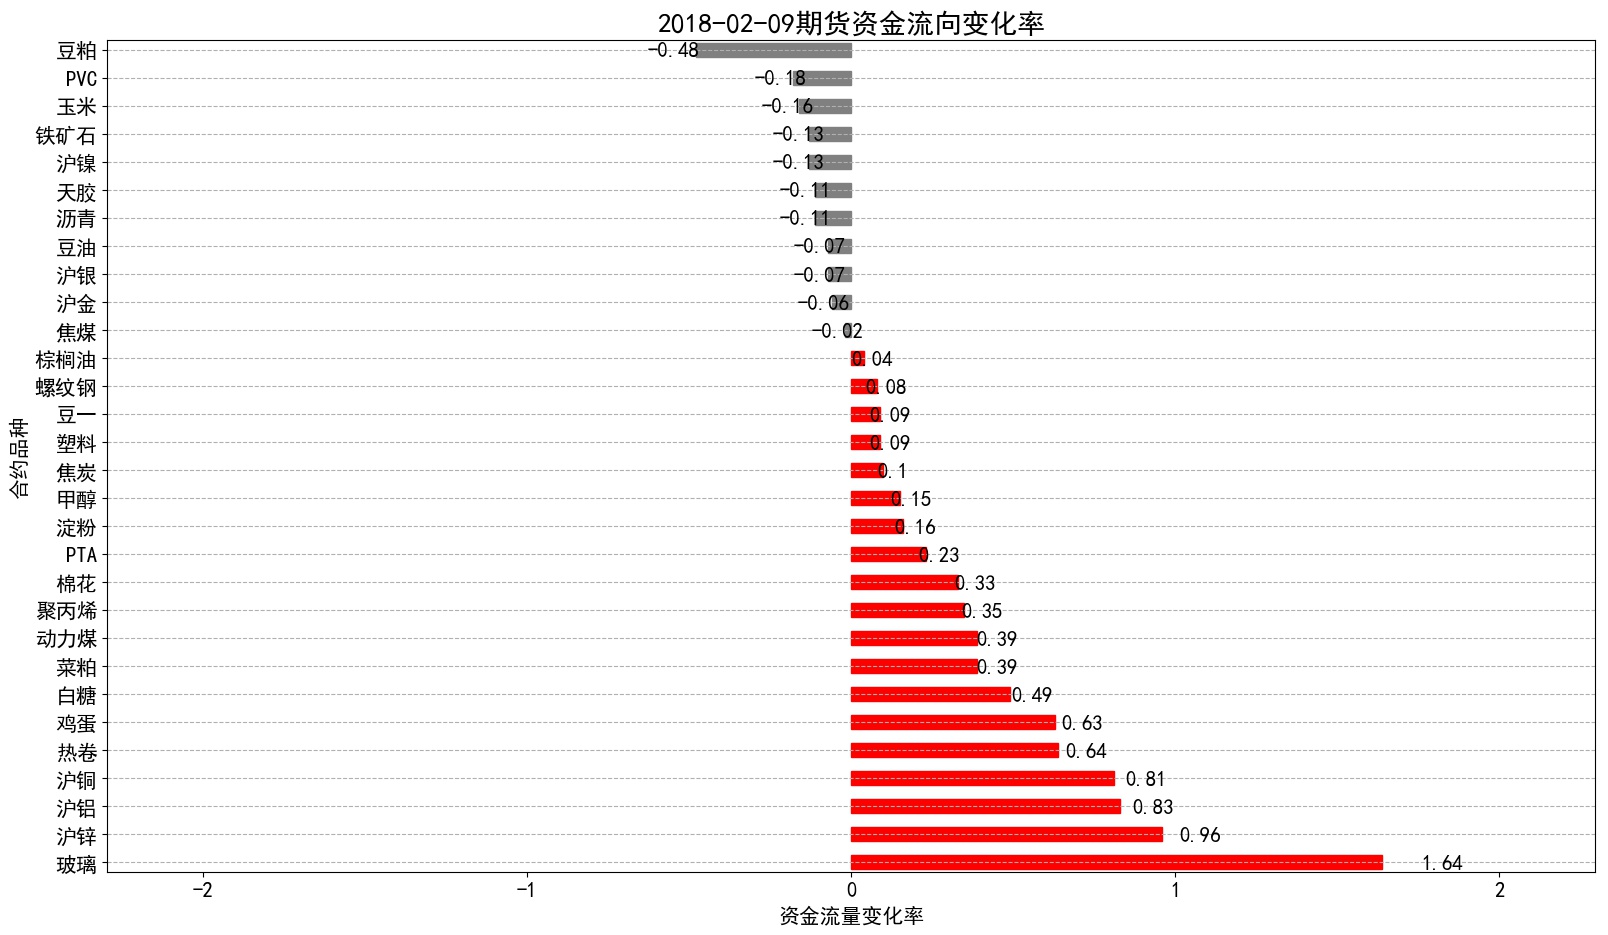 2018-02-09期货资金流向变化率
豆粕 -0.48
PVC -0.18
玉米 -0.16
铁矿石 -0.13
沪镍 -0.13
天胶 -0.11
沥青 -0.11
豆油 -0.07
沪银 -0.07
沪金 -0.06
焦煤 -0.02
棕榈油 0.04
螺纹钢 0.08
豆一 0.09
塑料 0.09
焦炭 0.1
甲醇 0.15
淀粉 0.16
PTA 0.23
棉花 0.33
聚丙烯 0.35
动力煤 0.39
菜粕 0.39
白糖 0.49
鸡蛋 0.63
热卷 0.64
沪铜 0.81
沪铝 0.83
沪锌 0.96
玻璃 1.64
合约品种
-2 -1 0 1 2
资金流量变化率